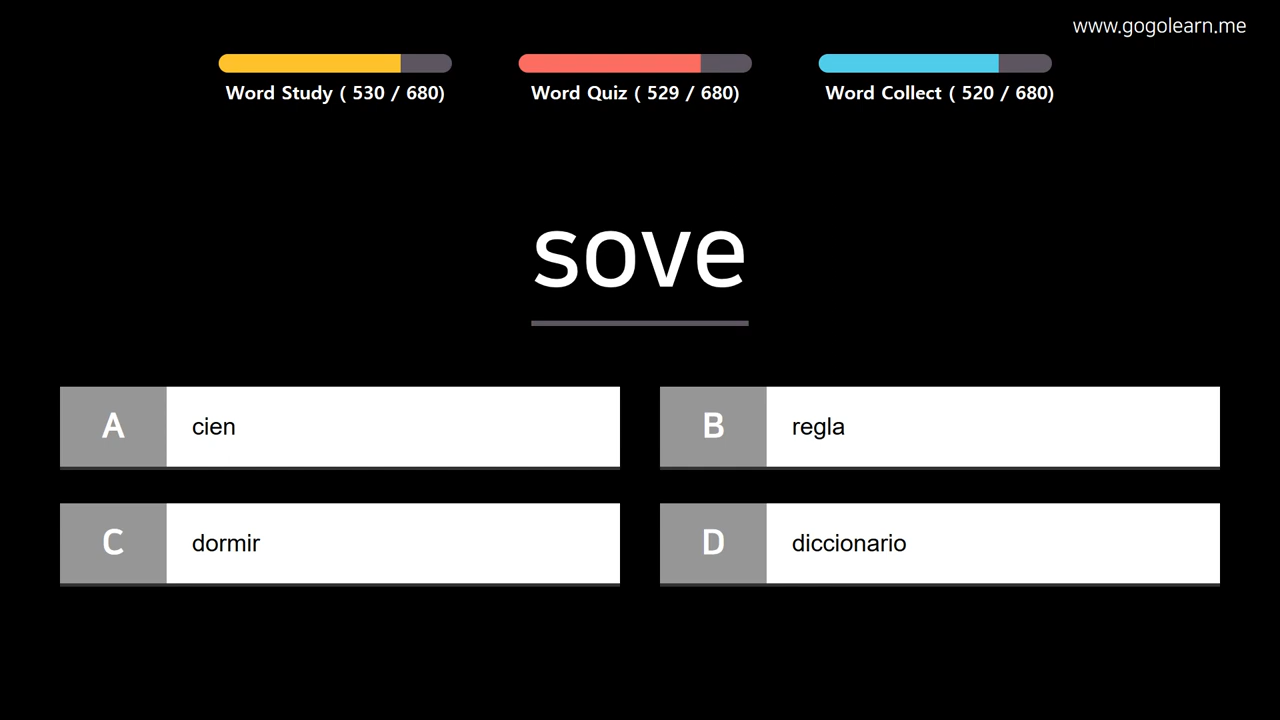 www.gogolearn.me
Word Study ( 530 / 680)
Word Quiz ( 529 / 680)
Word Collect ( 520 / 680)
sove
A cien
B regla
C dormir
D diccionario